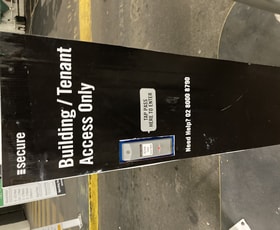 secure
Building / Tenant
Access Only
TAP PASS
HERE TO ENTER
Need Help? 02 8000 8790